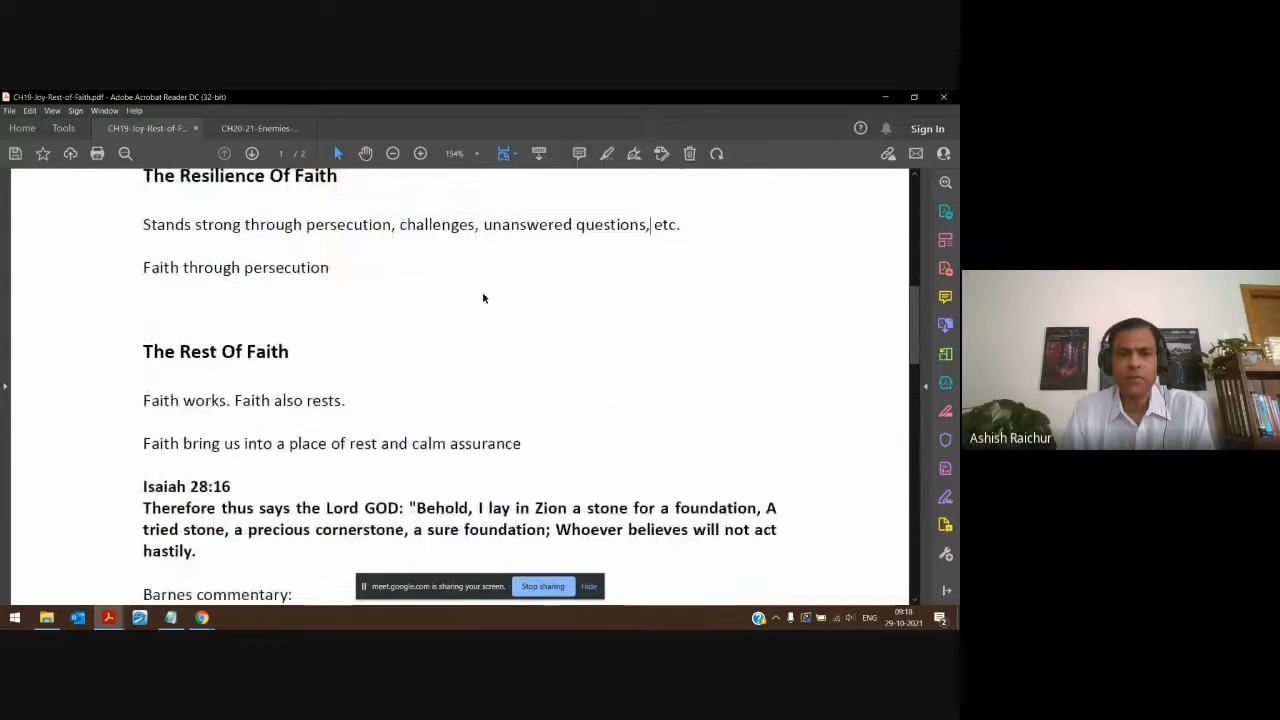 CH19-Joy-Rest-of-Faith.pdf - Adobe Acrobat Reader DC (32-bit)
File Edit View Sign Window Help
Home Tools CH19-Joy-Rest-of-F... × CH20-21-Enemies-... Sign In
1 / 2 154%
The Resilience Of Faith
Stands strong through persecution, challenges, unanswered questions, etc.
Faith through persecution
The Rest Of Faith
Faith works. Faith also rests.
Faith bring us into a place of rest and calm assurance
Isaiah 28:16
Therefore thus says the Lord GOD: "Behold, I lay in Zion a stone for a foundation, A
tried stone, a precious cornerstone, a sure foundation; Whoever believes will not act
hastily.
Barnes commentary:
meet.google.com is sharing your screen. Stop sharing Hide
Ashish Raichur
ENG 09:18
29-10-2021
2